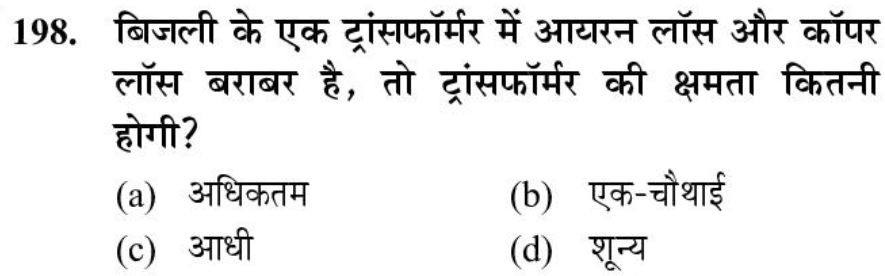 198. बिजली के एक ट्रांसफॉर्मर में आयरन लॉस और कॉपर
लॉस बराबर है, तो ट्रांसफॉर्मर की क्षमता कितनी
होगी?
(a) अधिकतम (b) एक-चौथाई
(c) आधी (d) शून्य